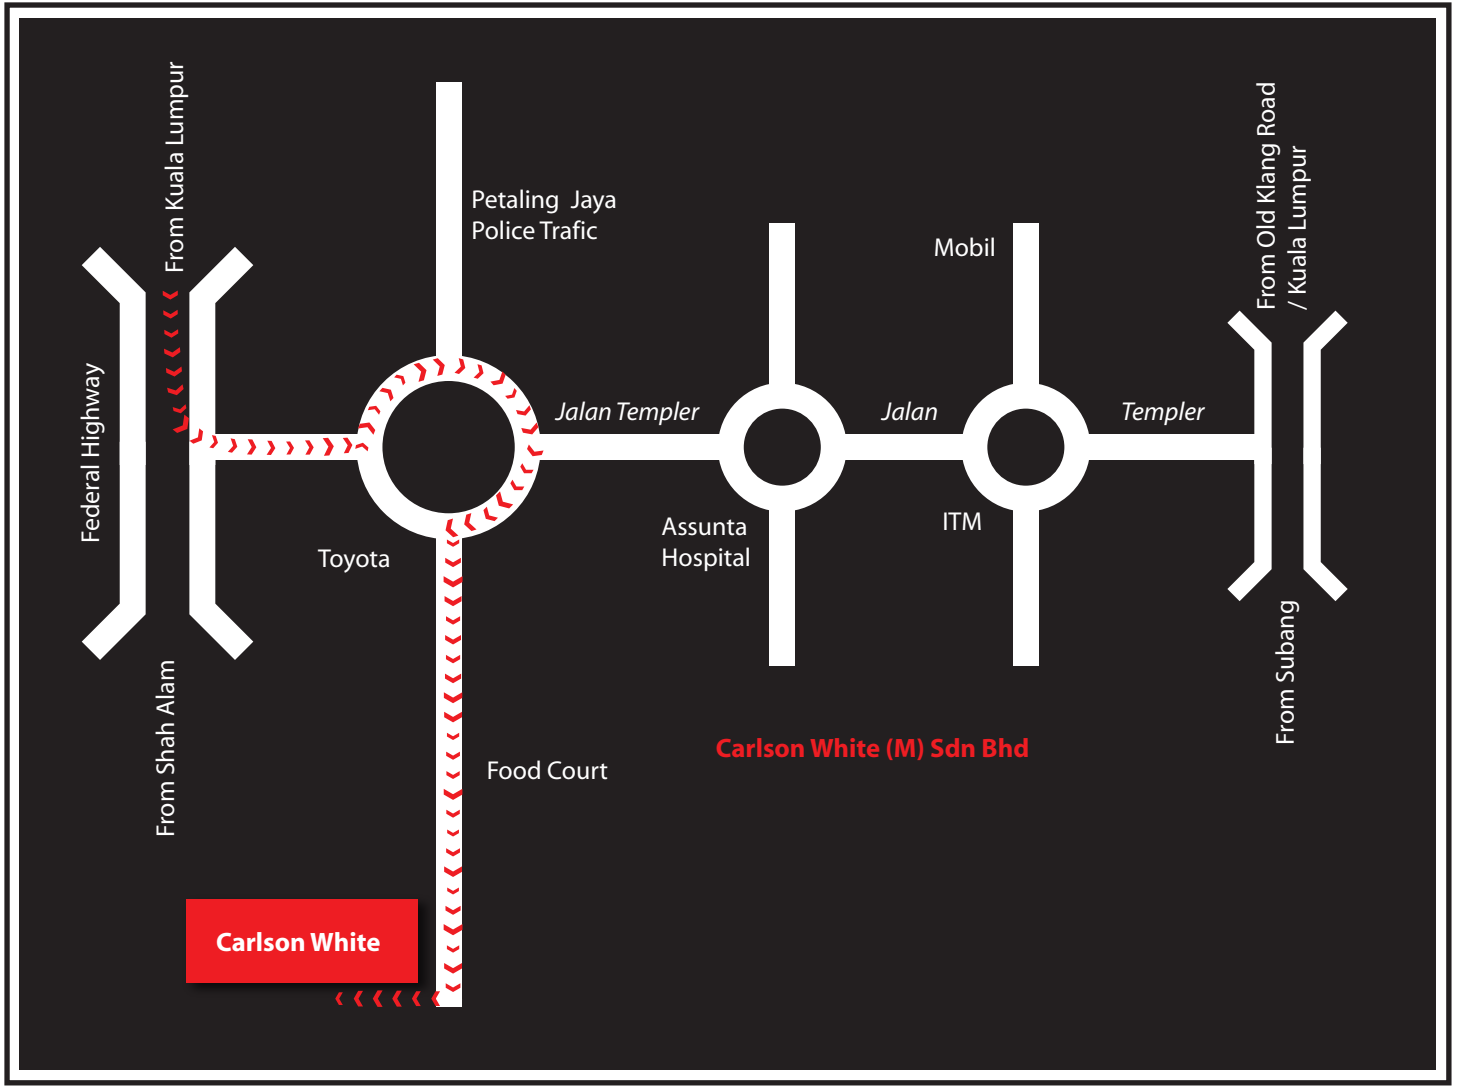 From Kuala Lumpur
Petaling Jaya
Police Trafic
Mobil
From Old Klang Road
/ Kuala Lumpur
Federal Highway
Jalan Templer
Jalan
Templer
Toyota
Assunta
Hospital
ITM
From Shah Alam
From Subang
Carlson White (M) Sdn Bhd
Food Court
Carlson White